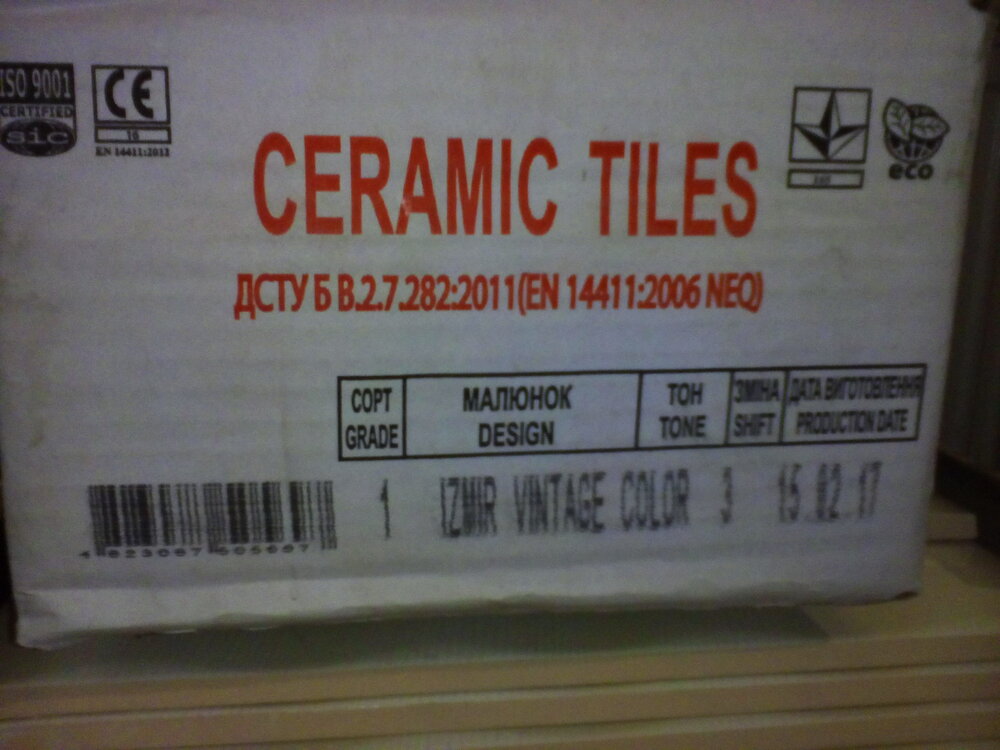 ISO 9001
CERTIFIED
sic
CE
EN 14411:2012
eco
CERAMIC TILES
ДСТУ Б В.2.7.282:2011(EN 14411:2006 NEQ)
СОРТ МАЛЮНОК ТОН ЗМІНА ДАТА ВИГОТОВЛЕННЯ
GRADE DESIGN TONE SHIFT PRODUCTION DATE
1 IZMIR VINTAGE COLOR 3 15.02.17